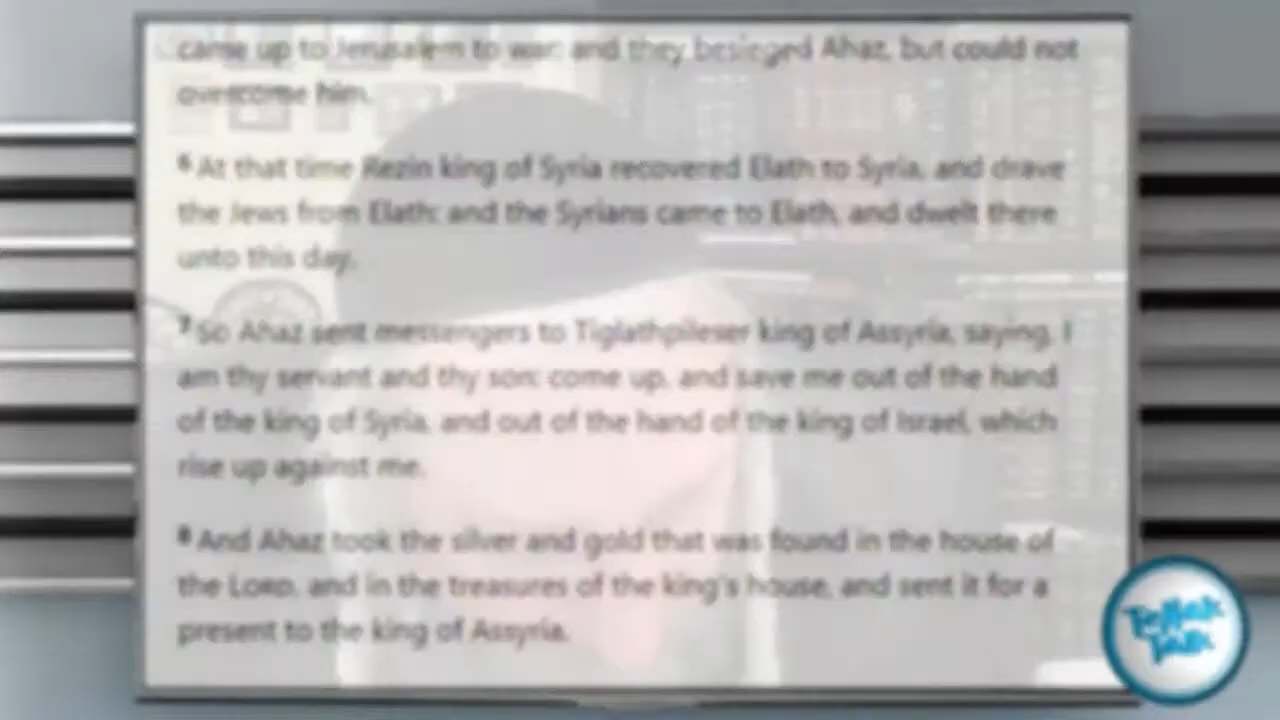 came up to Jerusalem to war: and they besieged Ahaz, but could not
overcome him.
6 At that time Rezin king of Syria recovered Elath to Syria, and drave
the Jews from Elath: and the Syrians came to Elath, and dwelt there
unto this day.
7 So Ahaz sent messengers to Tiglathpileser king of Assyria, saying, I
am thy servant and thy son: come up, and save me out of the hand
of the king of Syria, and out of the hand of the king of Israel, which
rise up against me.
8 And Ahaz took the silver and gold that was found in the house of
the LORD, and in the treasures of the king's house, and sent it for a
present to the king of Assyria.
Talk